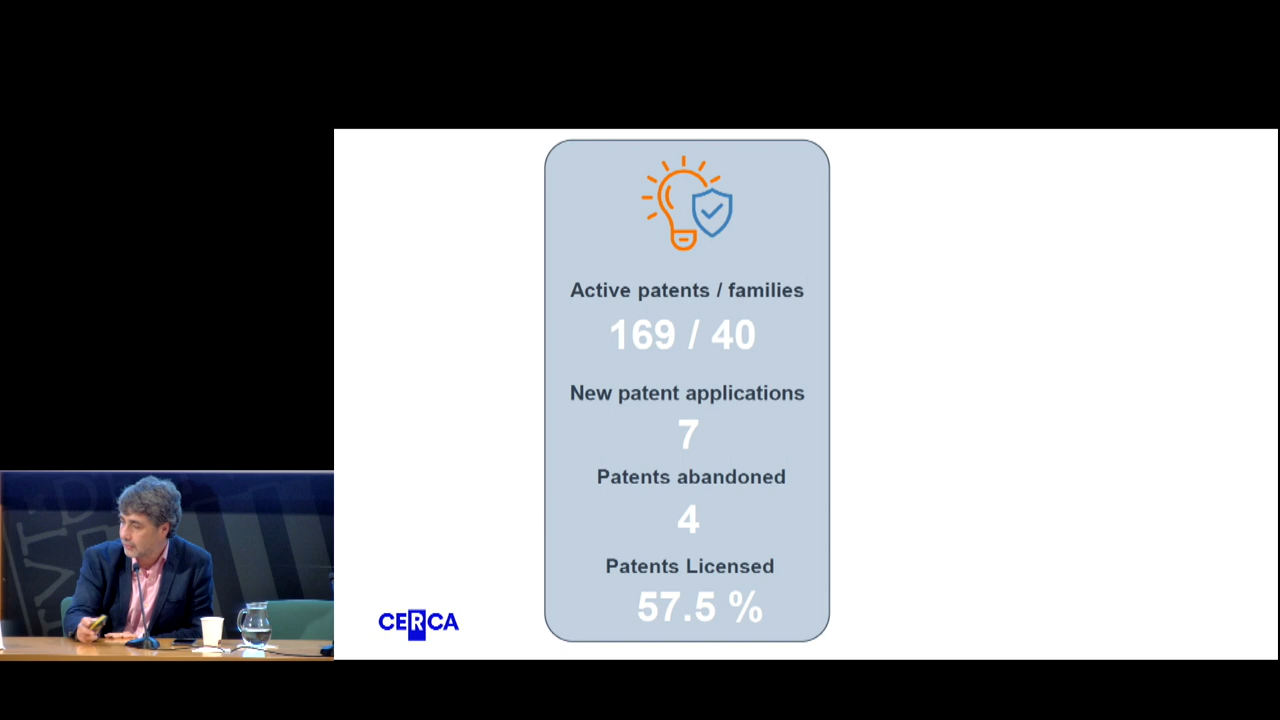 Active patents / families
169 / 40
New patent applications
7
Patents abandoned
4
Patents Licensed
57.5 %
CERCA